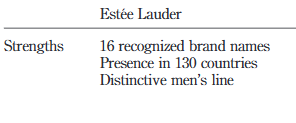 Estée Lauder
Strengths 16 recognized brand names
Presence in 130 countries
Distinctive men's line